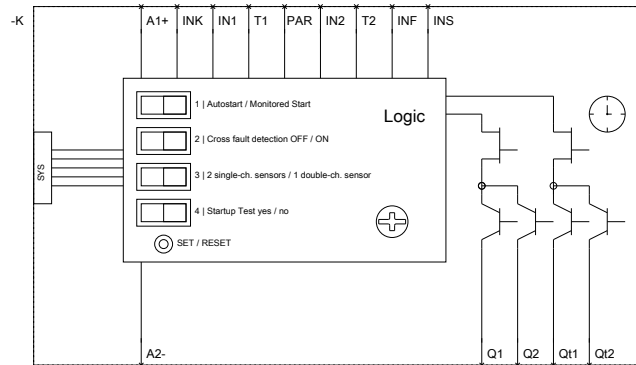 -K A1+ INK IN1 T1 PAR IN2 T2 INF INS
1 | Autostart / Monitored Start
Logic
2 | Cross fault detection OFF / ON
3 | 2 single-ch. sensors / 1 double-ch. sensor
SYS
4 | Startup Test yes / no
SET / RESET
A2- Q1 Q2 Qt1 Qt2